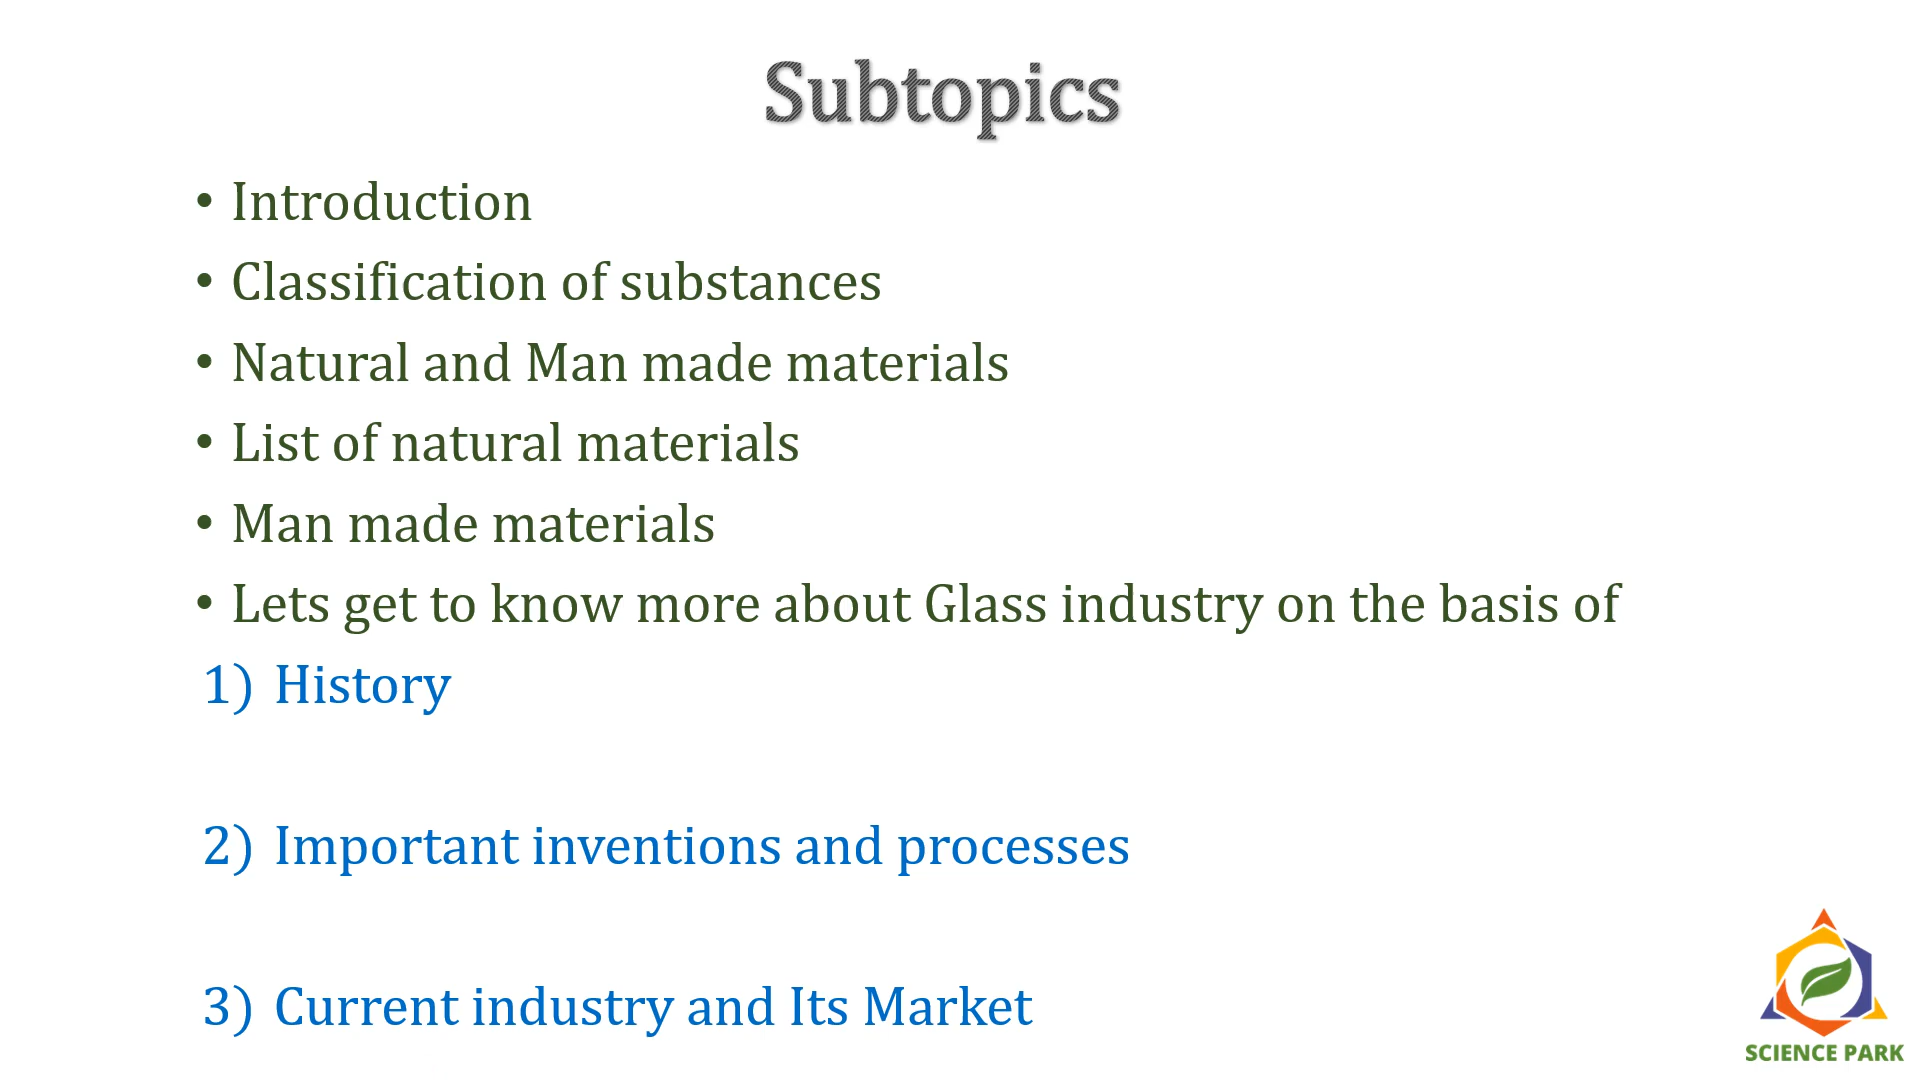 Subtopics
• Introduction
• Classification of substances
• Natural and Man made materials
• List of natural materials
• Man made materials
• Lets get to know more about Glass industry on the basis of
1) History
2) Important inventions and processes
3) Current industry and Its Market
SCIENCE PARK